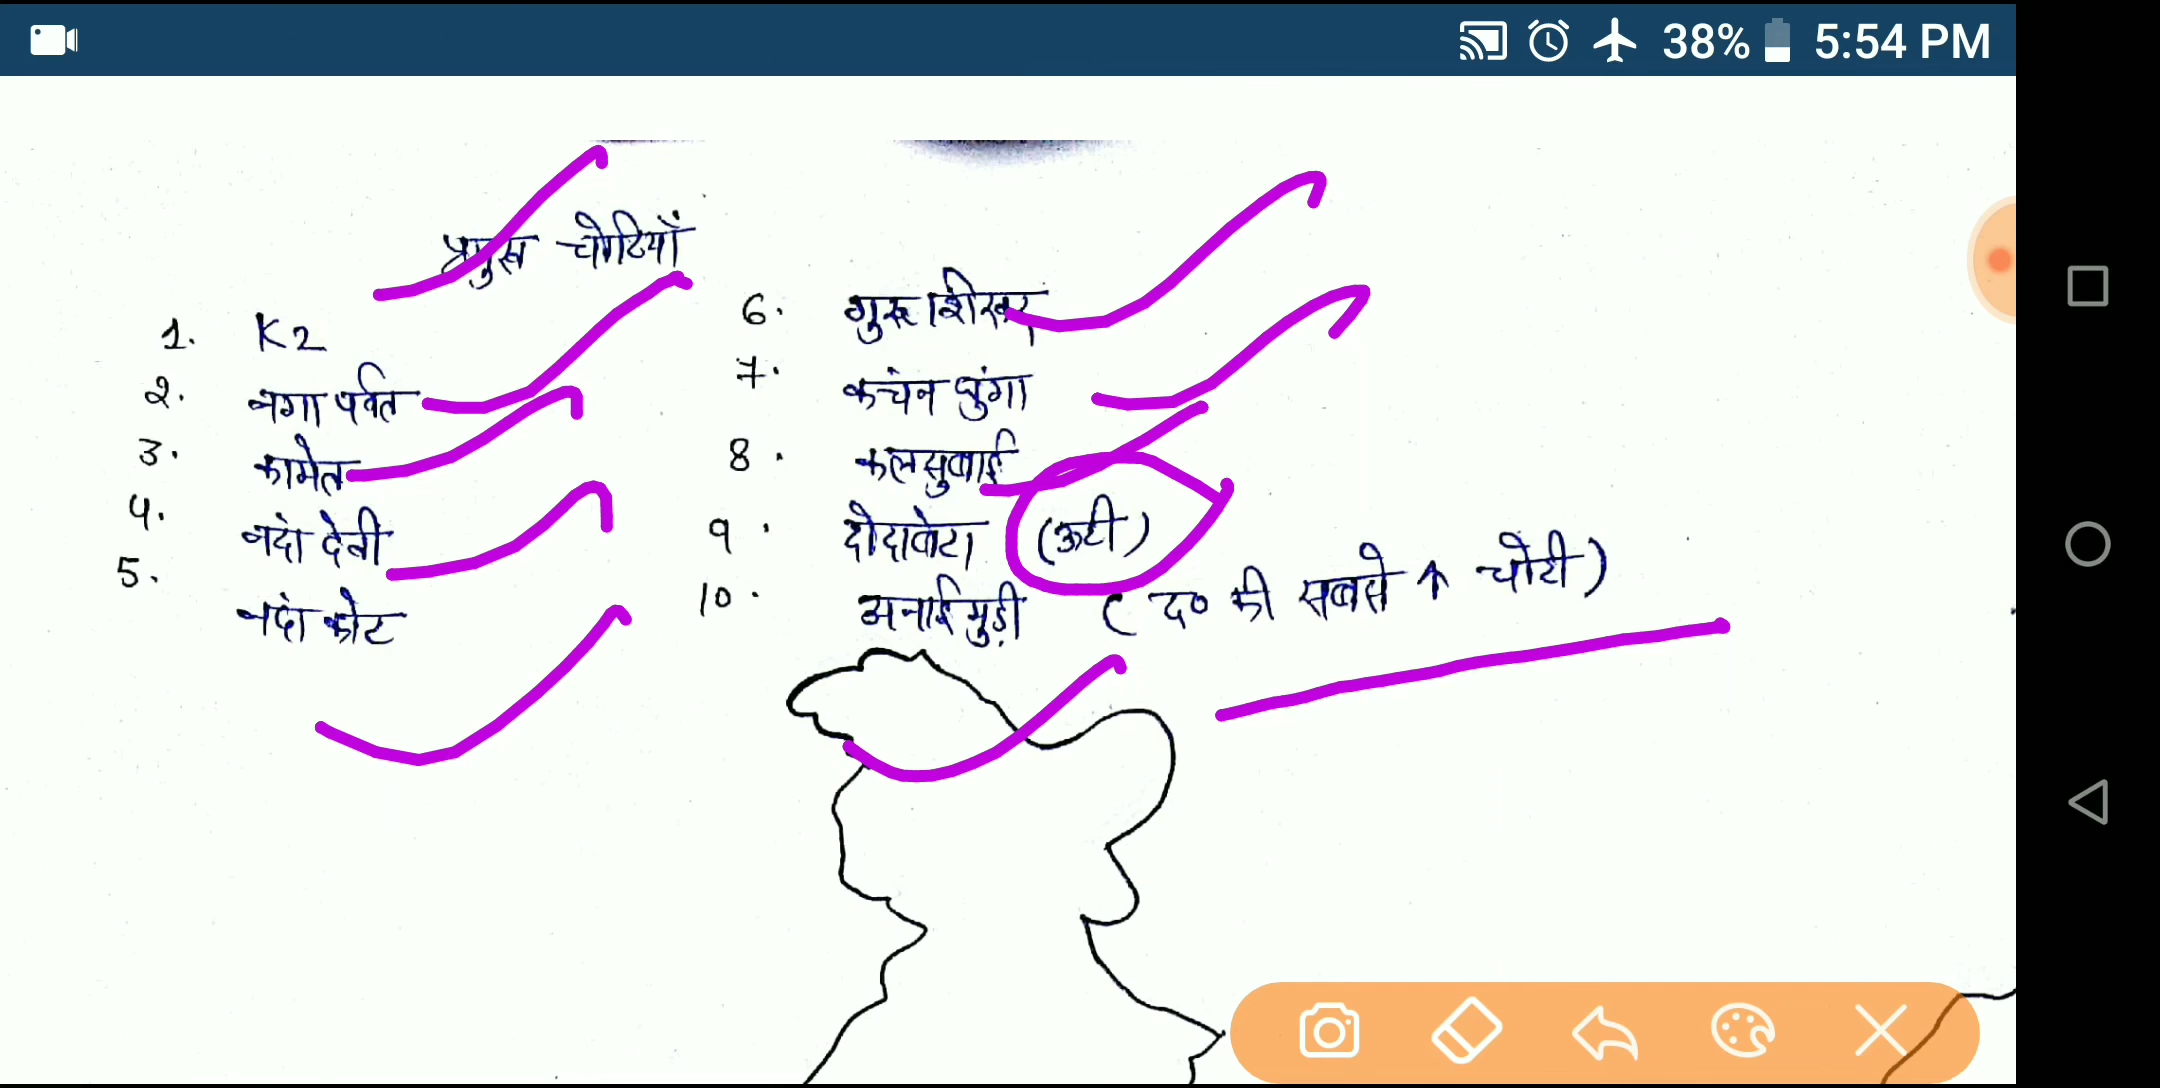 38% 5:54 PM
प्रमुख चोटियाँ
1. K2
2. नंगा पर्वत
3. कामेत
4. नंदा देवी
5. नंदा कोट
6. गुरू शिखर
7. कचंन जुंगा
8. कलसुबाई
9. दोदाबेटा (ऊटी)
10. अनाईमुड़ी ( द० की सबसे ↑ चोटी )